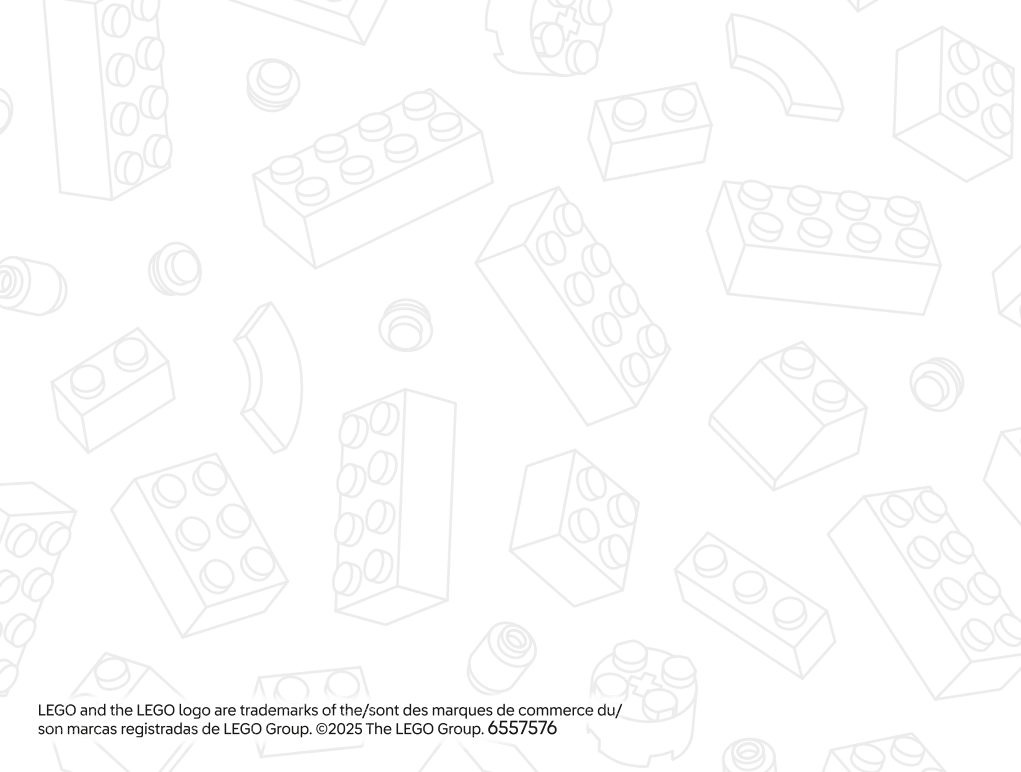 LEGO and the LEGO logo are trademarks of the/sont des marques de commerce du/
son marcas registradas de LEGO Group. ©2025 The LEGO Group. 6557576